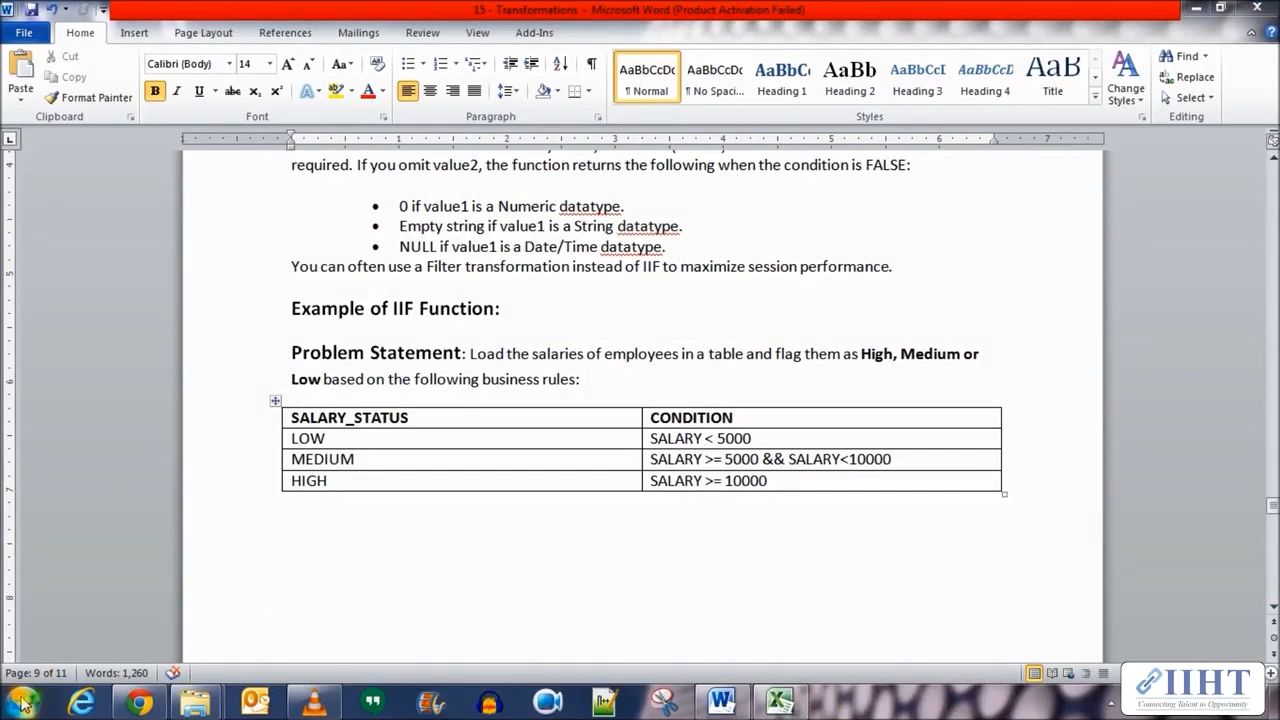 15 - Transformations - Microsoft Word (Product Activation Failed)
File Home Insert Page Layout References Mailings Review View Add-Ins
Paste
Cut
Copy
Format Painter
Clipboard
Calibri (Body) 14
Font
Paragraph
AaBbCcDc AaBbCcDc AaBbC AaBb AaBbCcI AaBbCcI AaB
¶ Normal ¶ No Spaci... Heading 1 Heading 2 Heading 3 Heading 4 Title
Styles
Change
Styles
Find
Replace
Select
Editing
required. If you omit value2, the function returns the following when the condition is FALSE:
• 0 if value1 is a Numeric datatype.
• Empty string if value1 is a String datatype.
• NULL if value1 is a Date/Time datatype.
You can often use a Filter transformation instead of IIF to maximize session performance.
Example of IIF Function:
Problem Statement: Load the salaries of employees in a table and flag them as High, Medium or
Low based on the following business rules:
SALARY_STATUS CONDITION
LOW SALARY < 5000
MEDIUM SALARY >= 5000 && SALARY<10000
HIGH SALARY >= 10000
Page: 9 of 11 Words: 1,260
IIHT
Connecting Talent to Opportunity